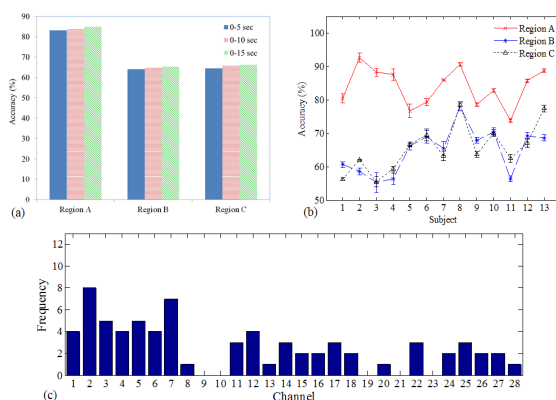 90
80
70
60
50
40
30
20
10
0
Accuracy (%)
0-5 sec
0-10 sec
0-15 sec
Region A Region B Region C
(a)
100
90
80
70
60
50
Accuracy (%)
Region A
Region B
Region C
1 2 3 4 5 6 7 8 9 10 11 12 13
Subject
(b)
12
10
8
6
4
2
0
Frequency
1 2 3 4 5 6 7 8 9 10 11 12 13 14 15 16 17 18 19 20 21 22 23 24 25 26 27 28
Channel
(c)